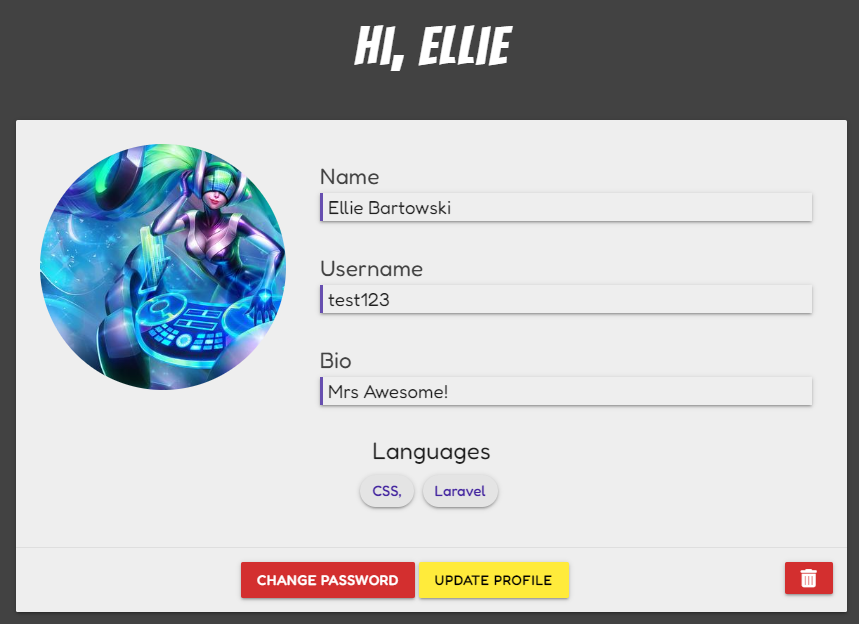 HI, ELLIE
Name
Ellie Bartowski
Username
test123
Bio
Mrs Awesome!
Languages
CSS, Laravel
CHANGE PASSWORD UPDATE PROFILE